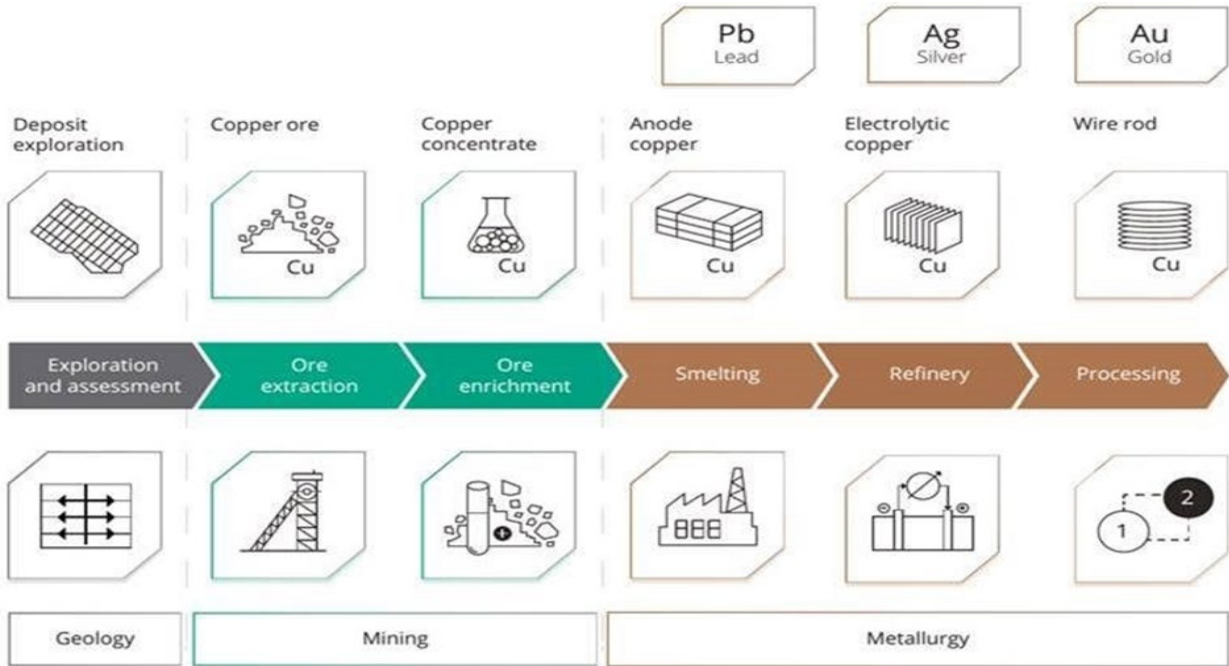 Pb
Lead
Ag
Silver
Au
Gold
Deposit
exploration
Copper ore
Copper
concentrate
Anode
copper
Electrolytic
copper
Wire rod
Cu
Cu
Cu
Cu
Cu
Exploration
and assessment
Ore
extraction
Ore
enrichment
Smelting
Refinery
Processing
1
2
Geology
Mining
Metallurgy